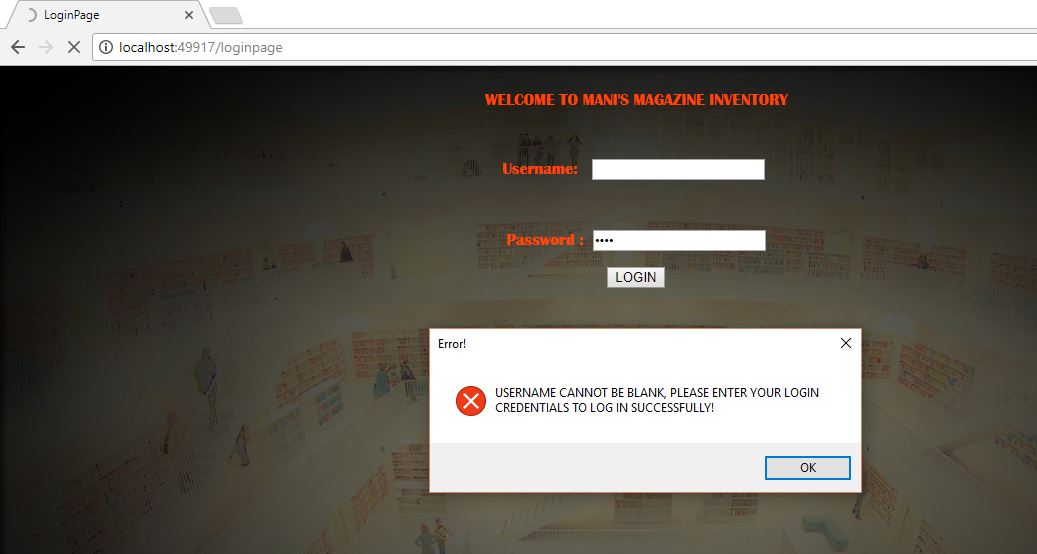 LoginPage
localhost:49917/loginpage
WELCOME TO MANI'S MAGAZINE INVENTORY
Username:
Password :
LOGIN
Error!
USERNAME CANNOT BE BLANK, PLEASE ENTER YOUR LOGIN
CREDENTIALS TO LOG IN SUCCESSFULLY!
OK